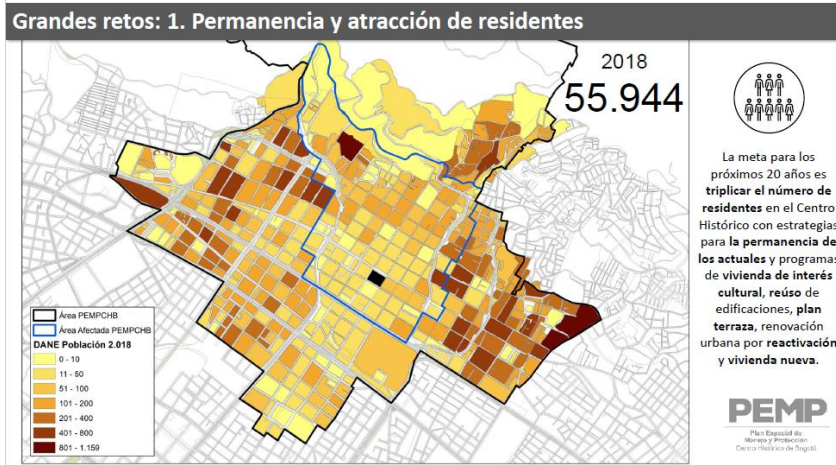 Grandes retos: 1. Permanencia y atracción de residentes
2018
55.944
La meta para los
próximos 20 años es
triplicar el número de
residentes en el Centro
Histórico con estrategias
para la permanencia de
los actuales y programas
de vivienda de interés
cultural, reúso de
edificaciones, plan
terraza, renovación
urbana por reactivación
y vivienda nueva.
Área PEMPCHB
Área Afectada PEMPCHB
DANE Población 2.018
0 - 10
11 - 50
51 - 100
101 - 200
201 - 400
401 - 800
801 - 1.159
PEMP
Plan Especial de
Manejo y Protección
Centro Histórico de Bogotá